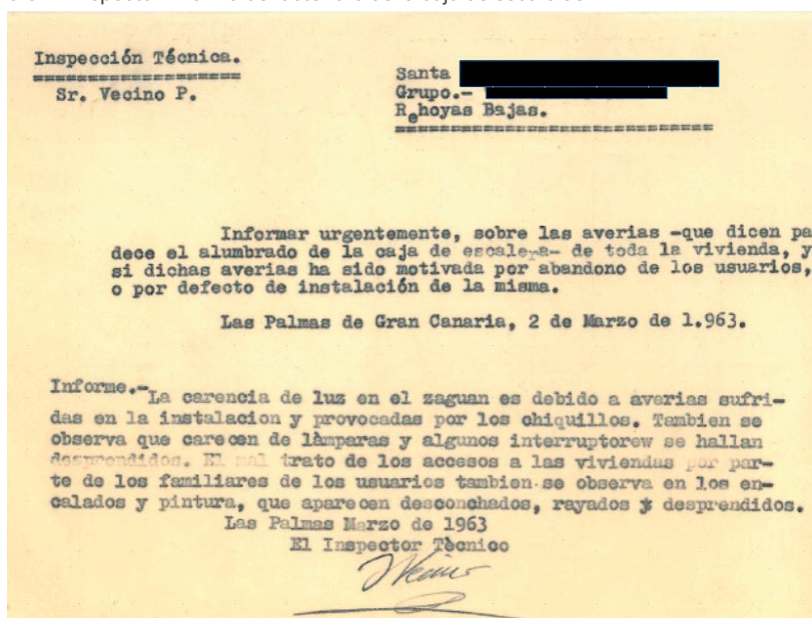 Inspección Técnica.
Sr. Vecino P.
Santa
Grupo.-
Rehoyas Bajas.
Informar urgentemente, sobre las averias -que dicen pa
dece el alumbrado de la caja de escalera- de toda la vivienda, y
si dichas averias ha sido motivada por abandono de los usuarios,
o por defecto de instalación de la misma.
Las Palmas de Gran Canaria, 2 de Marzo de 1.963.
Informe.-La carencia de luz en el zaguan es debido a averias sufri-
das en la instalacion y provocadas por los chiquillos. Tambien se
observa que carecen de làmparas y algunos interruptorew se hallan
desprendidos. El mal trato de los accesos a las viviendas por par-
te de los familiares de los usuarios tambien se observa en los en-
calados y pintura, que aparecen desconchados, rayados y desprendidos.
Las Palmas Marzo de 1963
El Inspector Tècnico
JVecino